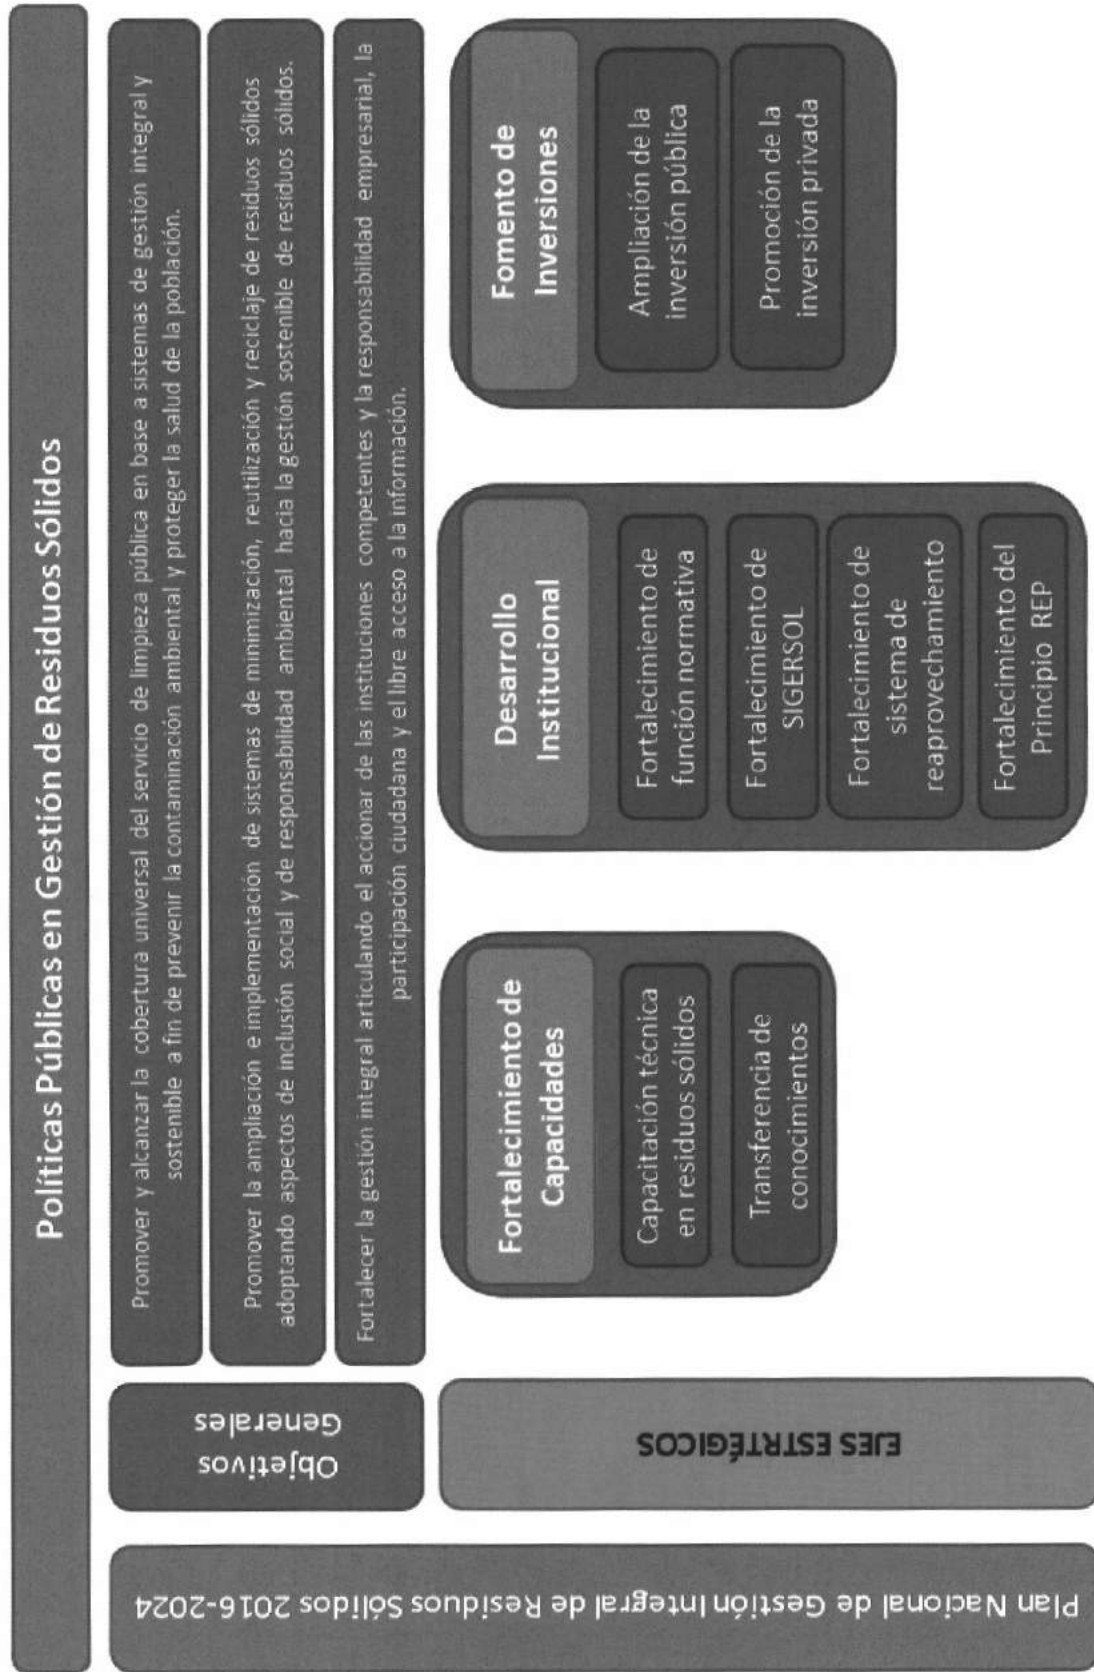 Políticas Públicas en Gestión de Residuos Sólidos
Plan Nacional de Gestión Integral de Residuos Sólidos 2016-2024
Objetivos
Generales
Promover y alcanzar la cobertura universal del servicio de limpieza pública en base a sistemas de gestión integral y
sostenible a fin de prevenir la contaminación ambiental y proteger la salud de la población.
Promover la ampliación e implementación de sistemas de minimización, reutilización y reciclaje de residuos sólidos
adoptando aspectos de inclusión social y de responsabilidad ambiental hacia la gestión sostenible de residuos sólidos.
Fortalecer la gestión integral articulando el accionar de las instituciones competentes y la responsabilidad empresarial, la
participación ciudadana y el libre acceso a la información.
EJES ESTRTÉGICOS
Fortalecimiento de
Capacidades
Capacitación técnica
en residuos sólidos
Transferencia de
conocimientos
Desarrollo
Institucional
Fortalecimiento de
función normativa
Fortalecimiento de
SIGERSOL
Fortalecimiento de
sistema de
reaprovechamiento
Fortalecimiento del
Principio REP
Fomento de
Inversiones
Ampliación de la
inversión pública
Promoción de la
inversión privada